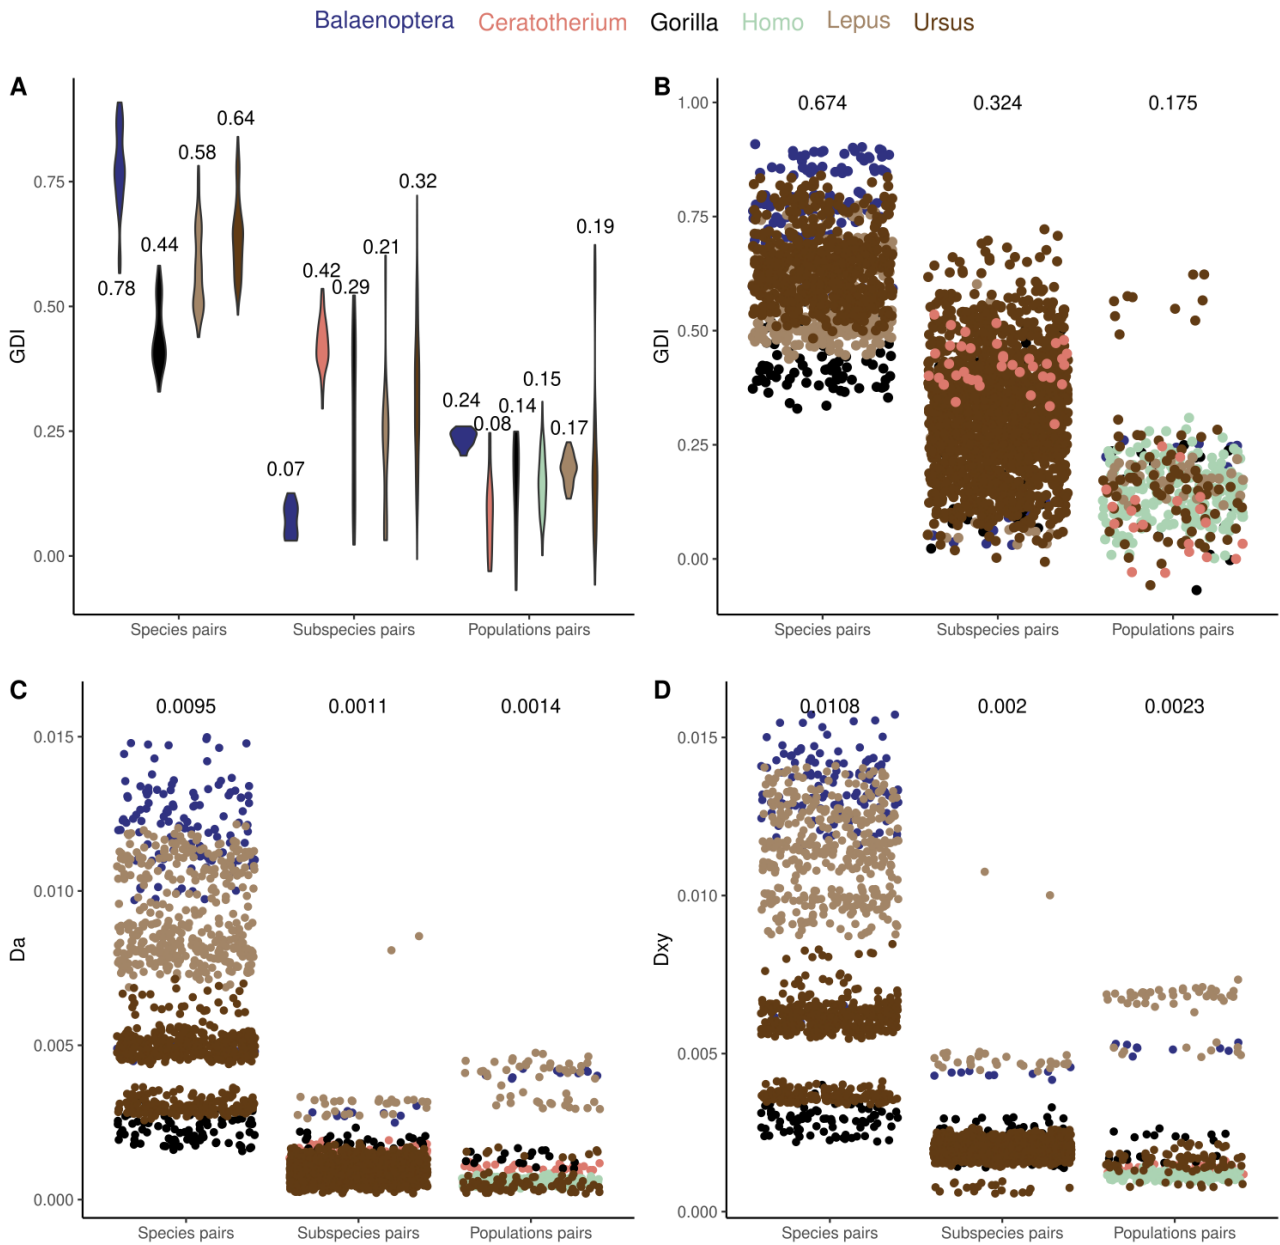 Balaenoptera Ceratotherium Gorilla Homo Lepus Ursus
A
GDI
0.75
0.50
0.25
0.00
0.78
0.44
0.58
0.64
0.07
0.42
0.29
0.21
0.32
0.24
0.08
0.14
0.15
0.17
0.19
Species pairs Subspecies pairs Populations pairs
B
GDI
1.00
0.75
0.50
0.25
0.00
0.674 0.324 0.175
Species pairs Subspecies pairs Populations pairs
C
Da
0.015
0.010
0.005
0.000
0.0095 0.0011 0.0014
Species pairs Subspecies pairs Populations pairs
D
Dxy
0.015
0.010
0.005
0.000
0.0108 0.002 0.0023
Species pairs Subspecies pairs Populations pairs